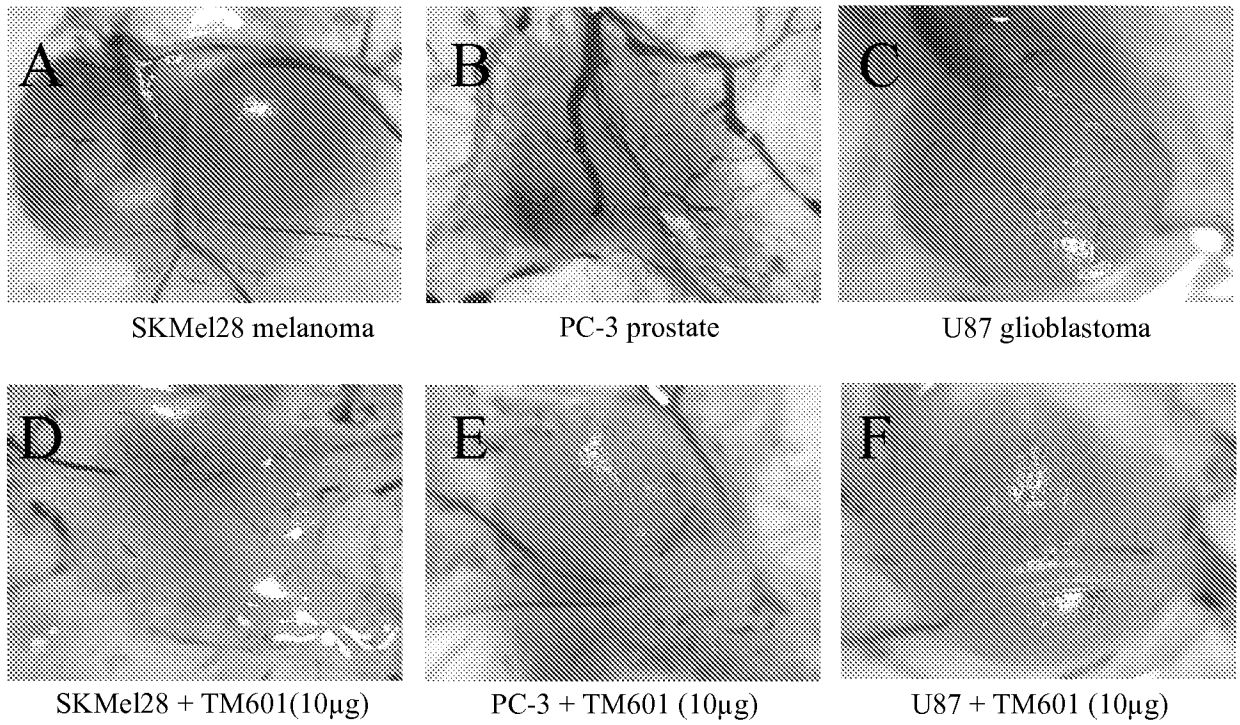 A B C
SKMel28 melanoma PC-3 prostate U87 glioblastoma
D E F
SKMel28 + TM601(10µg) PC-3 + TM601 (10µg) U87 + TM601 (10µg)